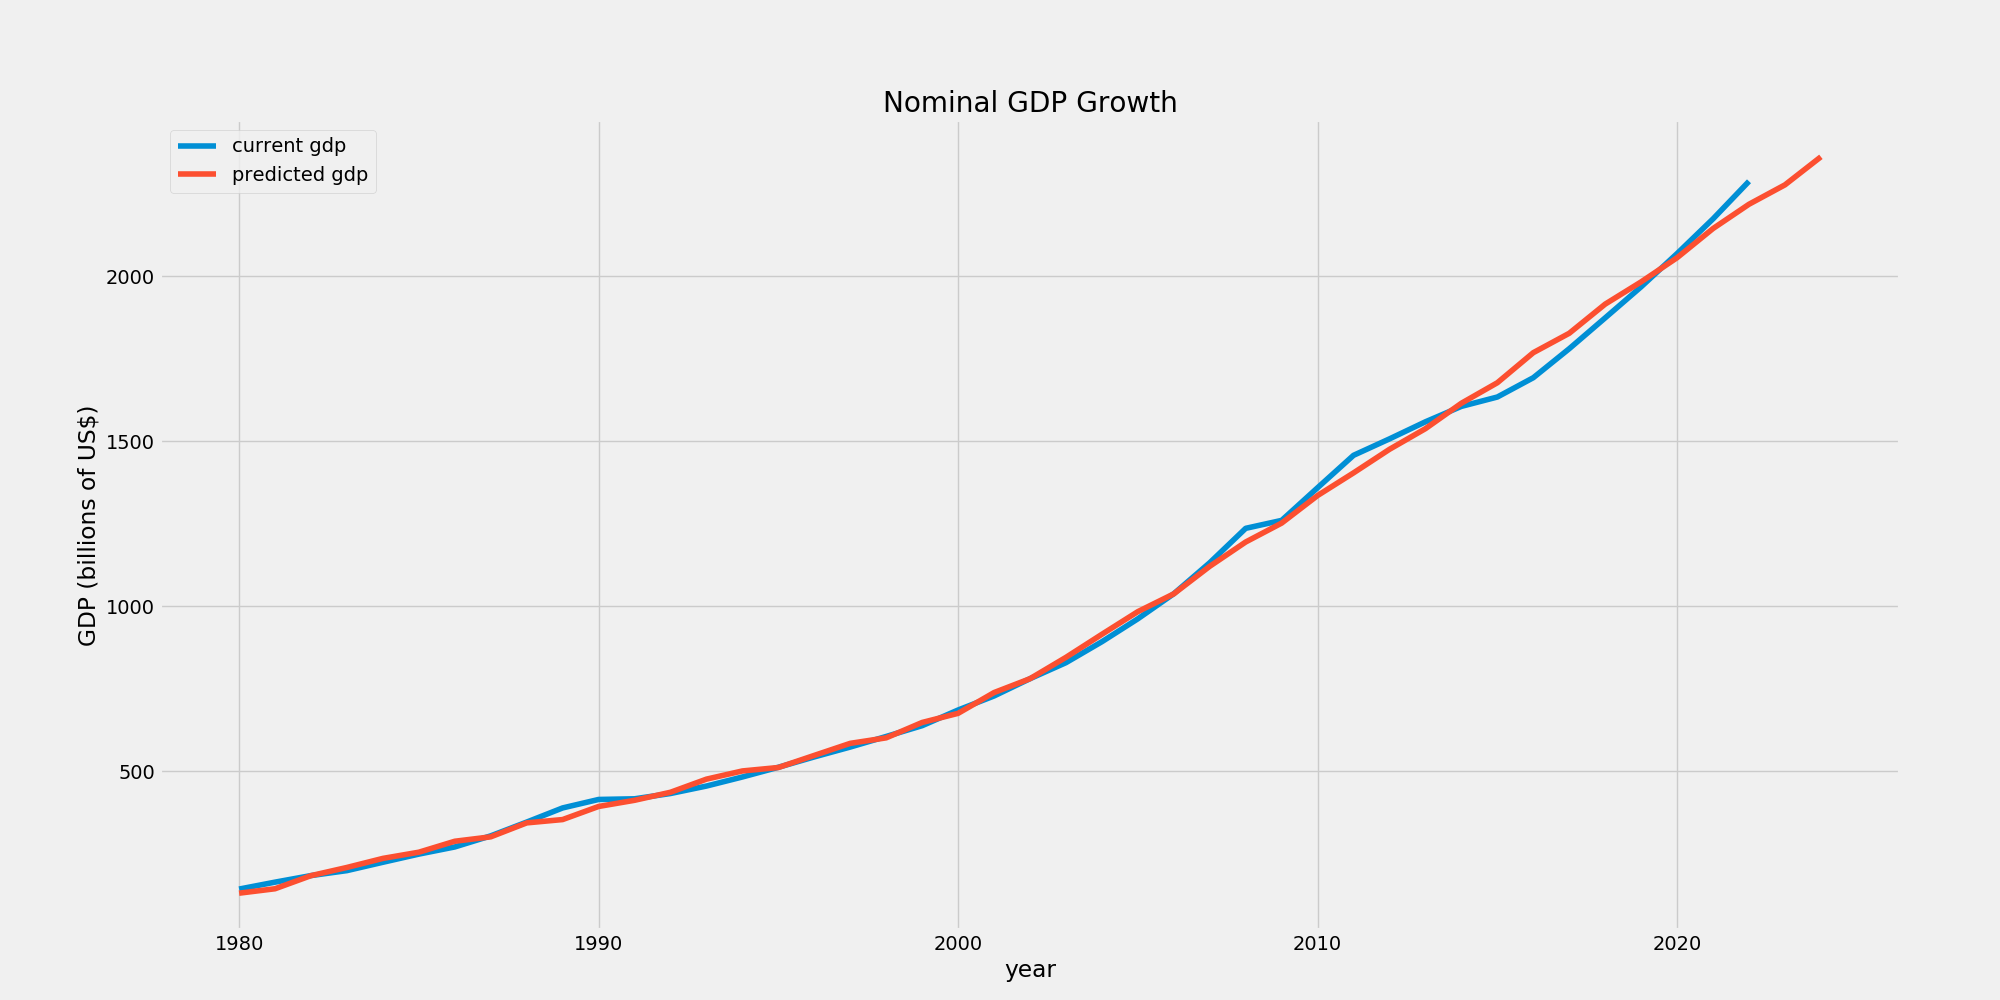 Nominal GDP Growth
current gdp
predicted gdp
2000
1500
1000
500
GDP (billions of US$)
1980
1990
2000
2010
2020
year